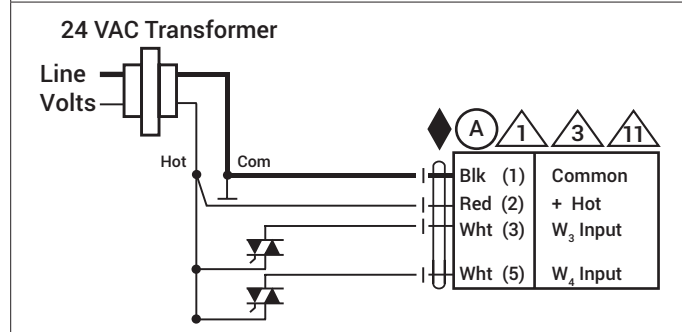 24 VAC Transformer
Line
Volts
Hot
Com
A
1
3
11
Blk (1) Common
Red (2) + Hot
Wht (3) W₃ Input
Wht (5) W₄ Input